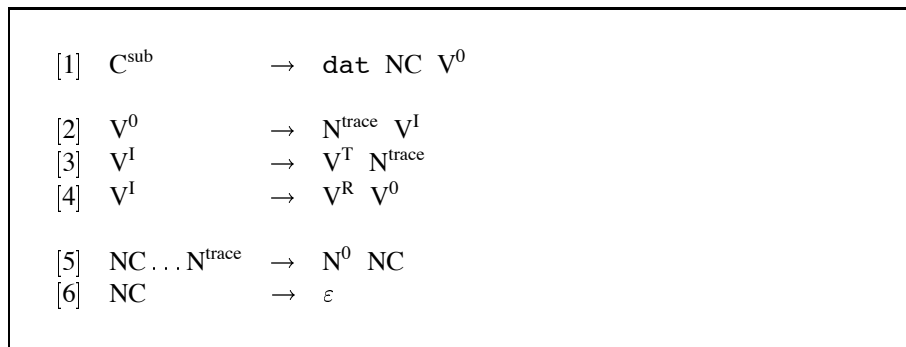 [1] C^sub → dat NC V^0
[2] V^0 → N^trace V^I
[3] V^I → V^T N^trace
[4] V^I → V^R V^0
[5] NC . . . N^trace → N^0 NC
[6] NC → ε